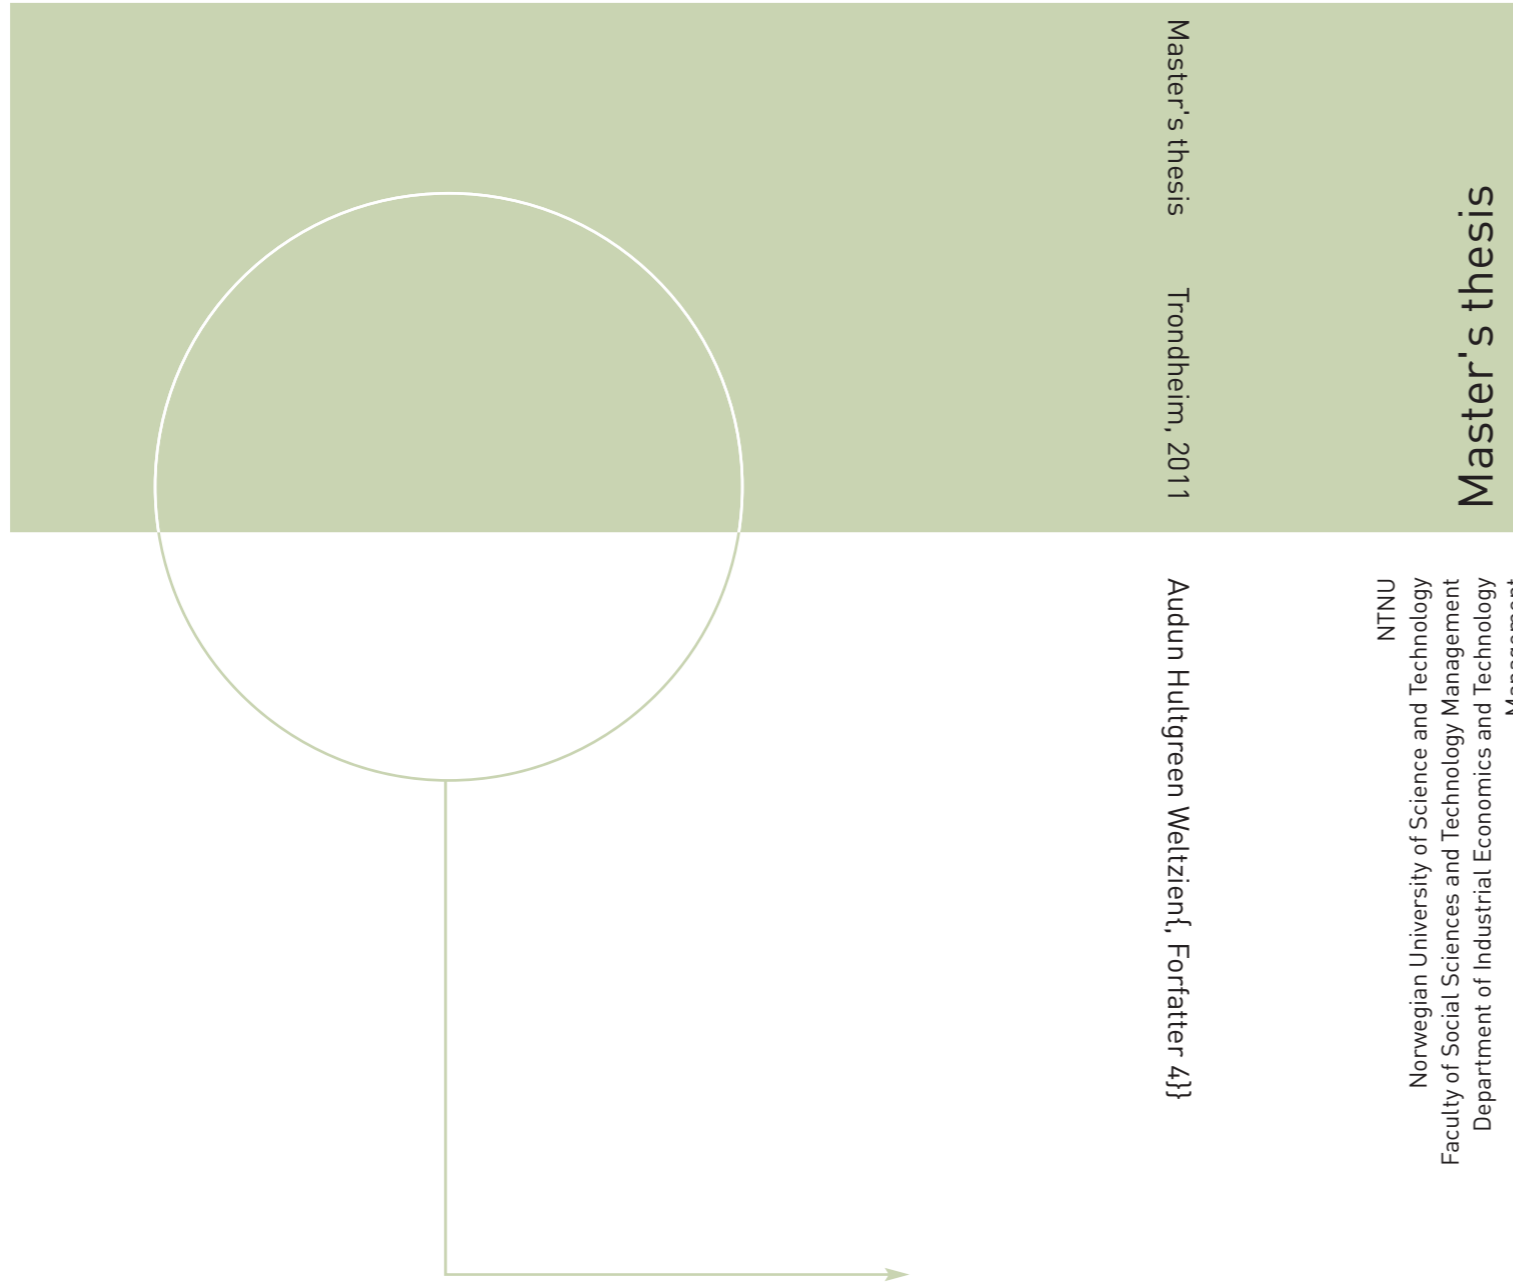 Master's thesis
Trondheim, 2011
Audun Hultgreen Weltzien{, Forfatter 4}}
Master's thesis
NTNU
Norwegian University of Science and Technology
Faculty of Social Sciences and Technology Management
Department of Industrial Economics and Technology
Management